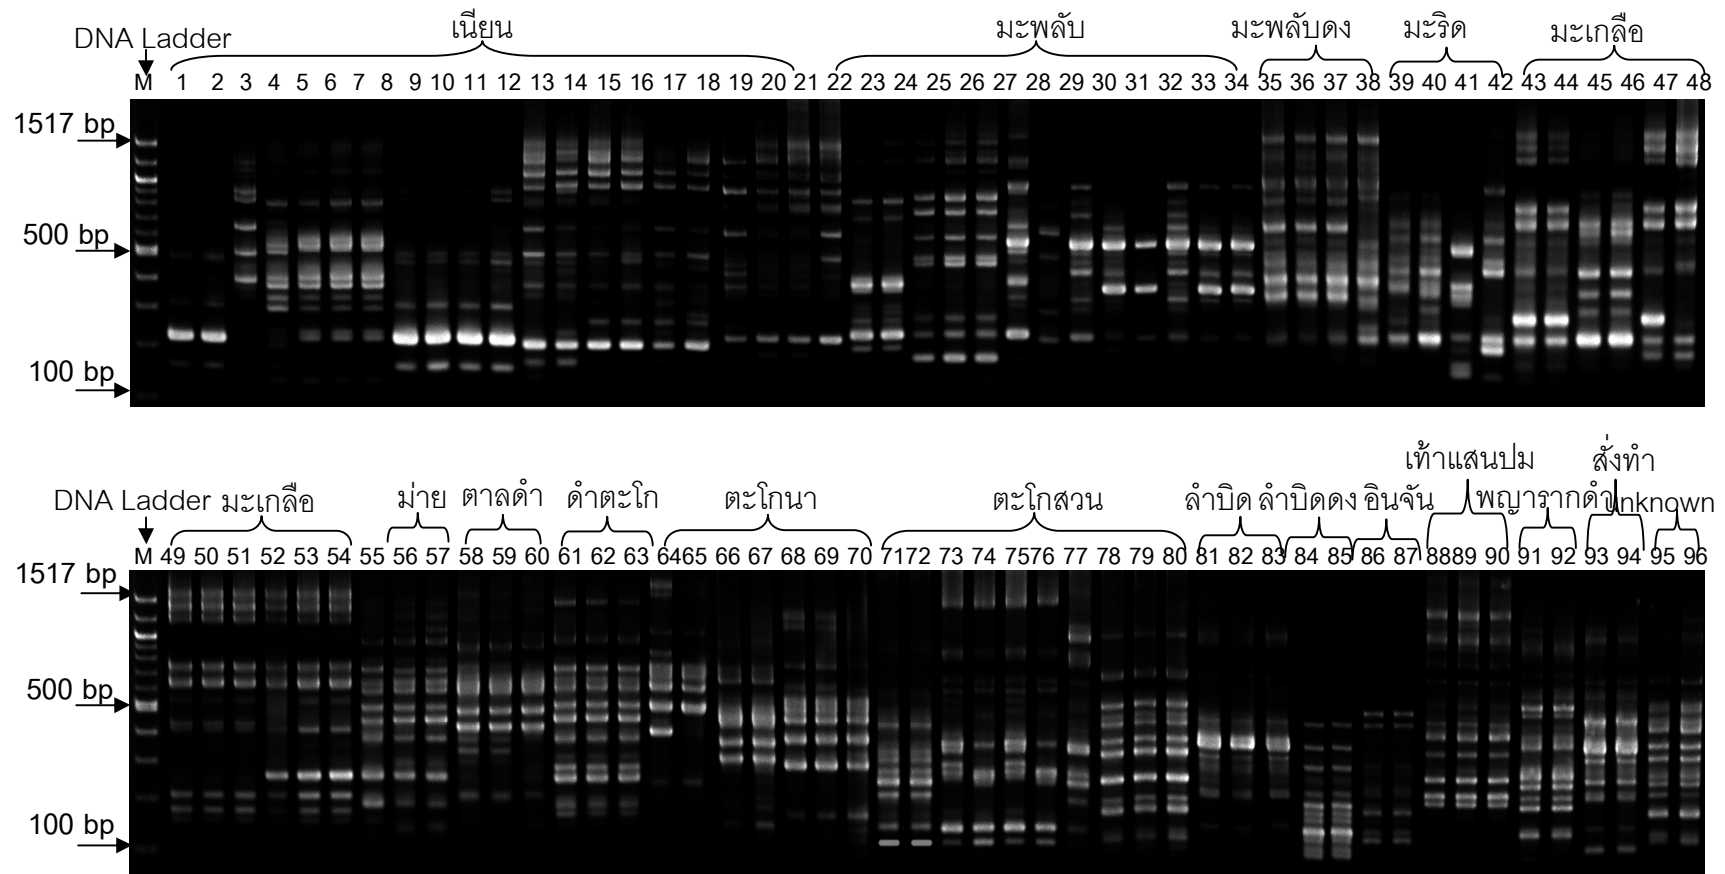 เนียน มะพลับ มะพลับดง มะริด มะเกลือ
DNA Ladder
M 1 2 3 4 5 6 7 8 9 10 11 12 13 14 15 16 17 18 19 20 21 22 23 24 25 26 27 28 29 30 31 32 33 34 35 36 37 38 39 40 41 42 43 44 45 46 47 48
1517 bp
500 bp
100 bp
เท้าแสนปม สั่งทำ
DNA Ladder มะเกลือ ม่าย ตาลดำ ดำตะโก ตะโกนา ตะโกสวน ลำบิด ลำบิดดง อินจัน พญารากดำ unknown
M 49 50 51 52 53 54 55 56 57 58 59 60 61 62 63 64 65 66 67 68 69 70 71 72 73 74 75 76 77 78 79 80 81 82 83 84 85 86 87 88 89 90 91 92 93 94 95 96
1517 bp
500 bp
100 bp